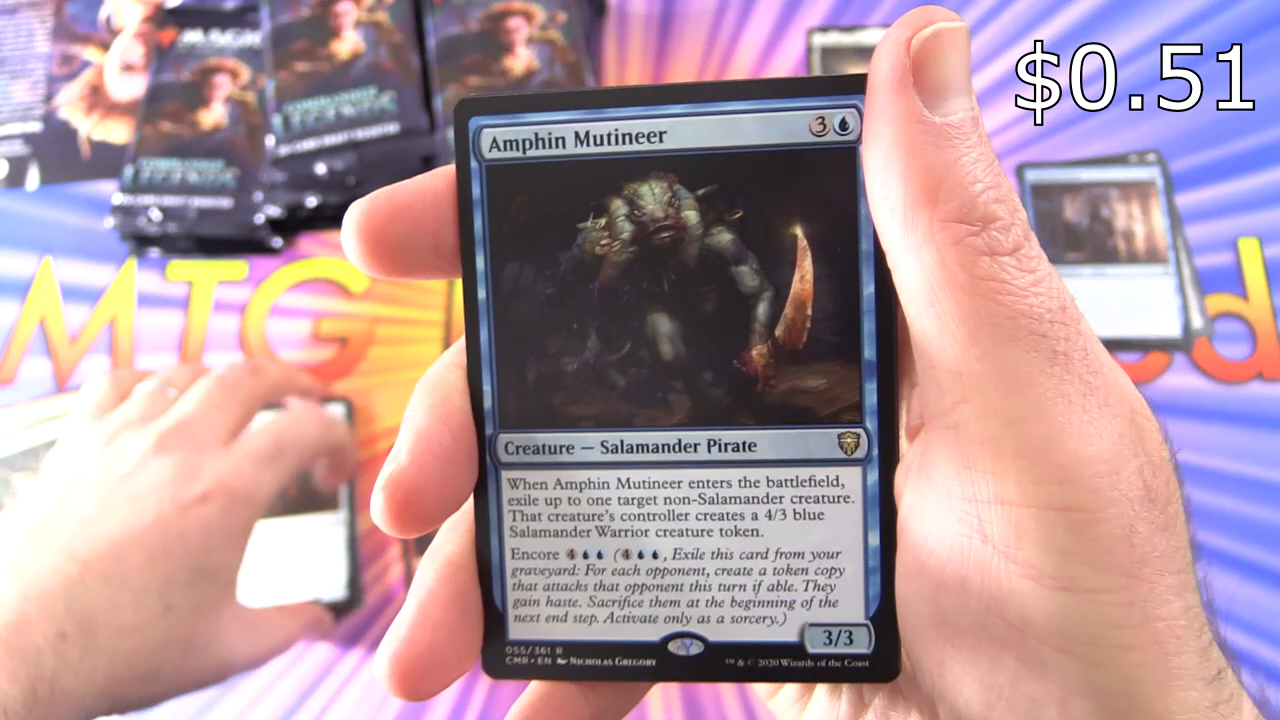 $0.51
MAGIC
LEGENDS
LEGENDS
MTG
ed
Amphin Mutineer 3
Creature — Salamander Pirate
When Amphin Mutineer enters the battlefield,
exile up to one target non-Salamander creature.
That creature's controller creates a 4/3 blue
Salamander Warrior creature token.
Encore 4 (4, Exile this card from your
graveyard: For each opponent, create a token copy
that attacks that opponent this turn if able. They
gain haste. Sacrifice them at the beginning of the
next end step. Activate only as a sorcery.)
3/3
055/361 R
CMR • EN Nicholas Gregory
™ & © 2020 Wizards of the Coast